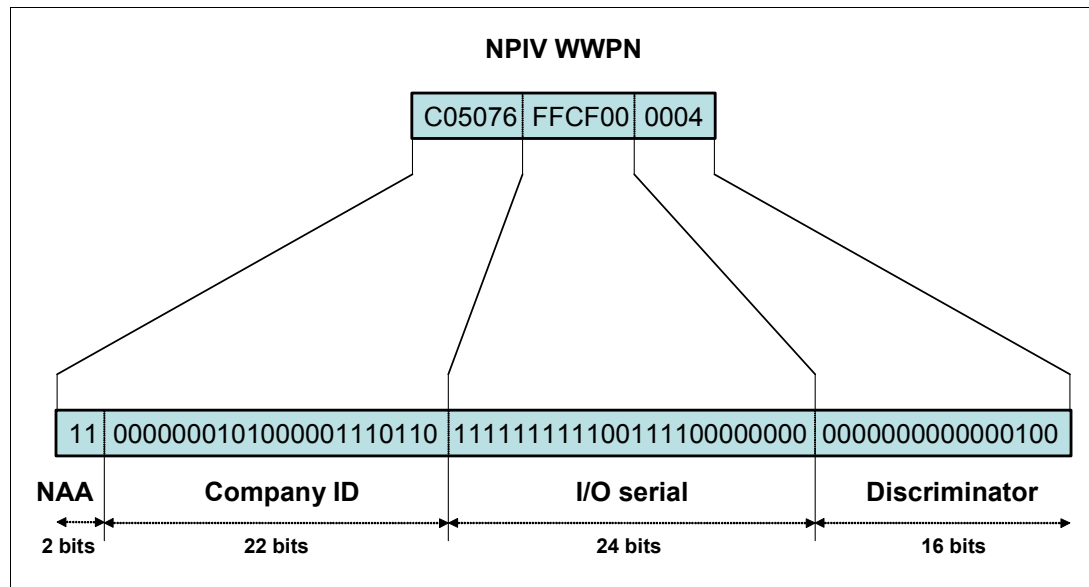 NPIV WWPN
C05076 FFCF00 0004
11 0000000101000001110110 111111111100111100000000 0000000000000100
NAA Company ID I/O serial Discriminator
2 bits 22 bits 24 bits 16 bits